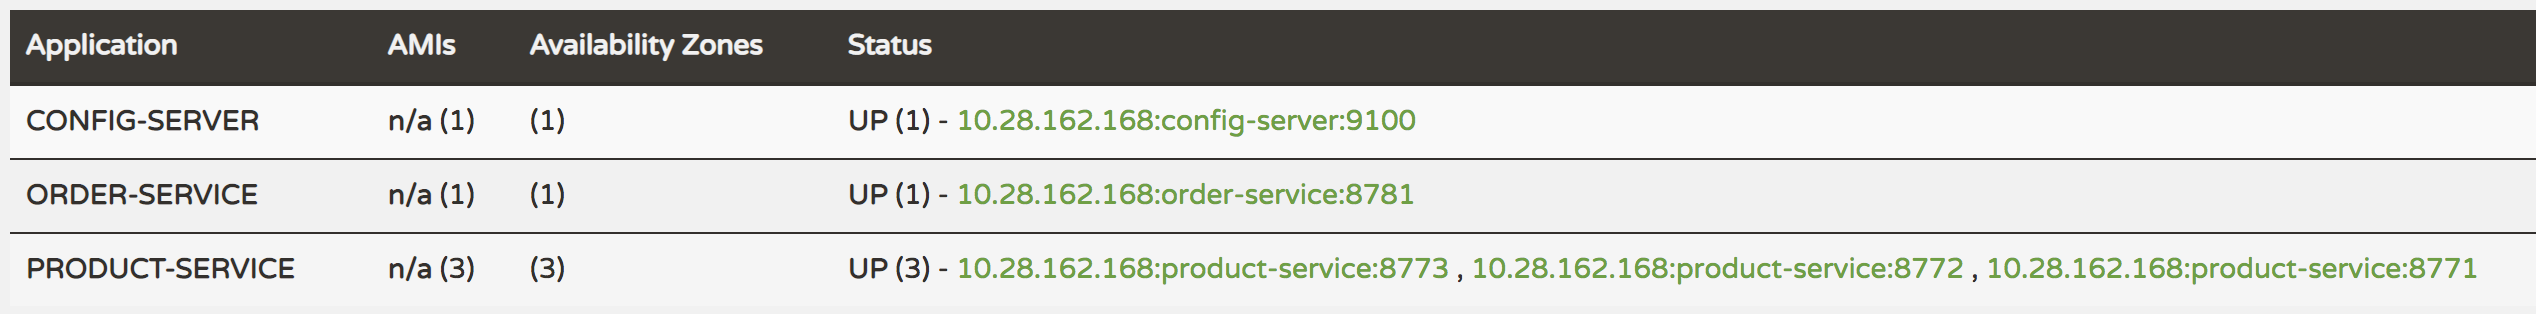 Application AMIs Availability Zones Status
CONFIG-SERVER n/a (1) (1) UP (1) - 10.28.162.168:config-server:9100
ORDER-SERVICE n/a (1) (1) UP (1) - 10.28.162.168:order-service:8781
PRODUCT-SERVICE n/a (3) (3) UP (3) - 10.28.162.168:product-service:8773 , 10.28.162.168:product-service:8772 , 10.28.162.168:product-service:8771